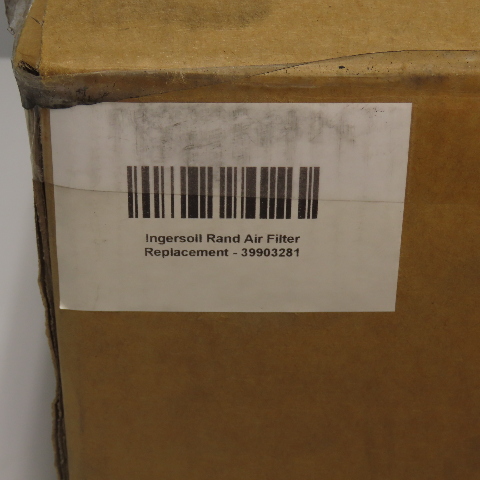 Ingersoll Rand Air Filter
Replacement - 39903281